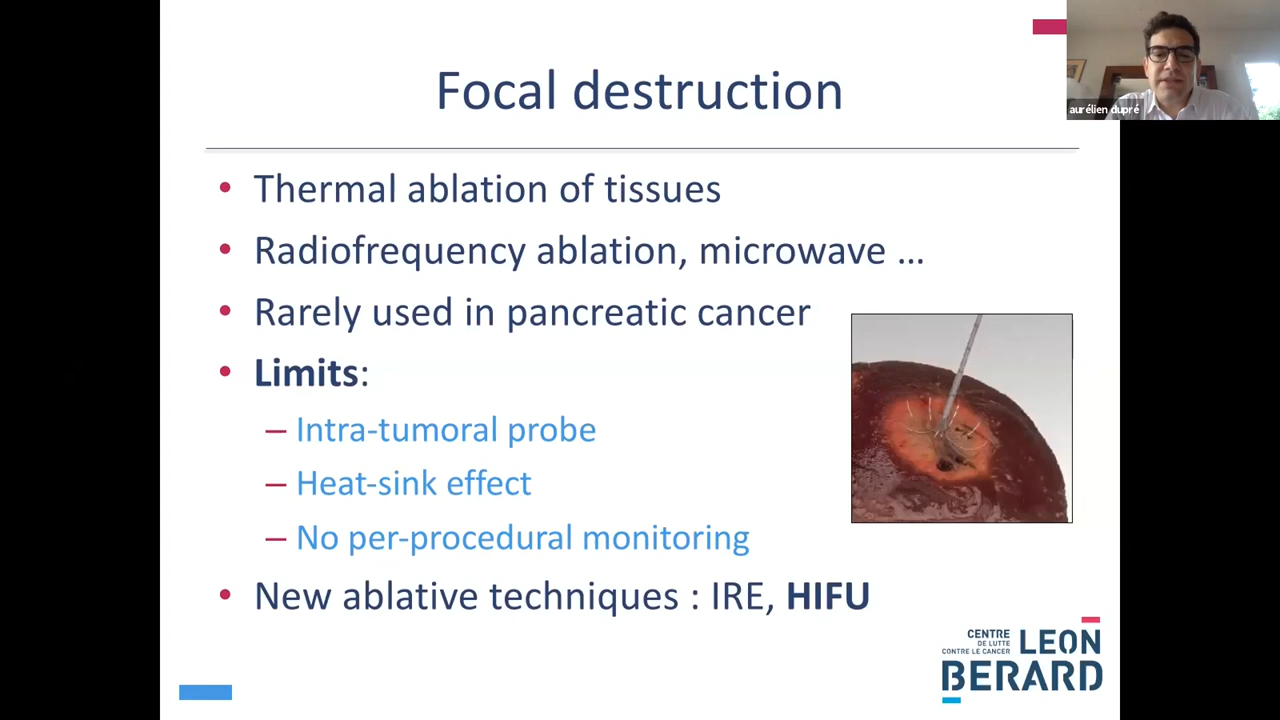 Focal destruction
aurélien dupré
• Thermal ablation of tissues
• Radiofrequency ablation, microwave ...
• Rarely used in pancreatic cancer
• Limits:
– Intra-tumoral probe
– Heat-sink effect
– No per-procedural monitoring
• New ablative techniques : IRE, HIFU
CENTRE
DE LUTTE
CONTRE LE CANCER
LEON
BERARD